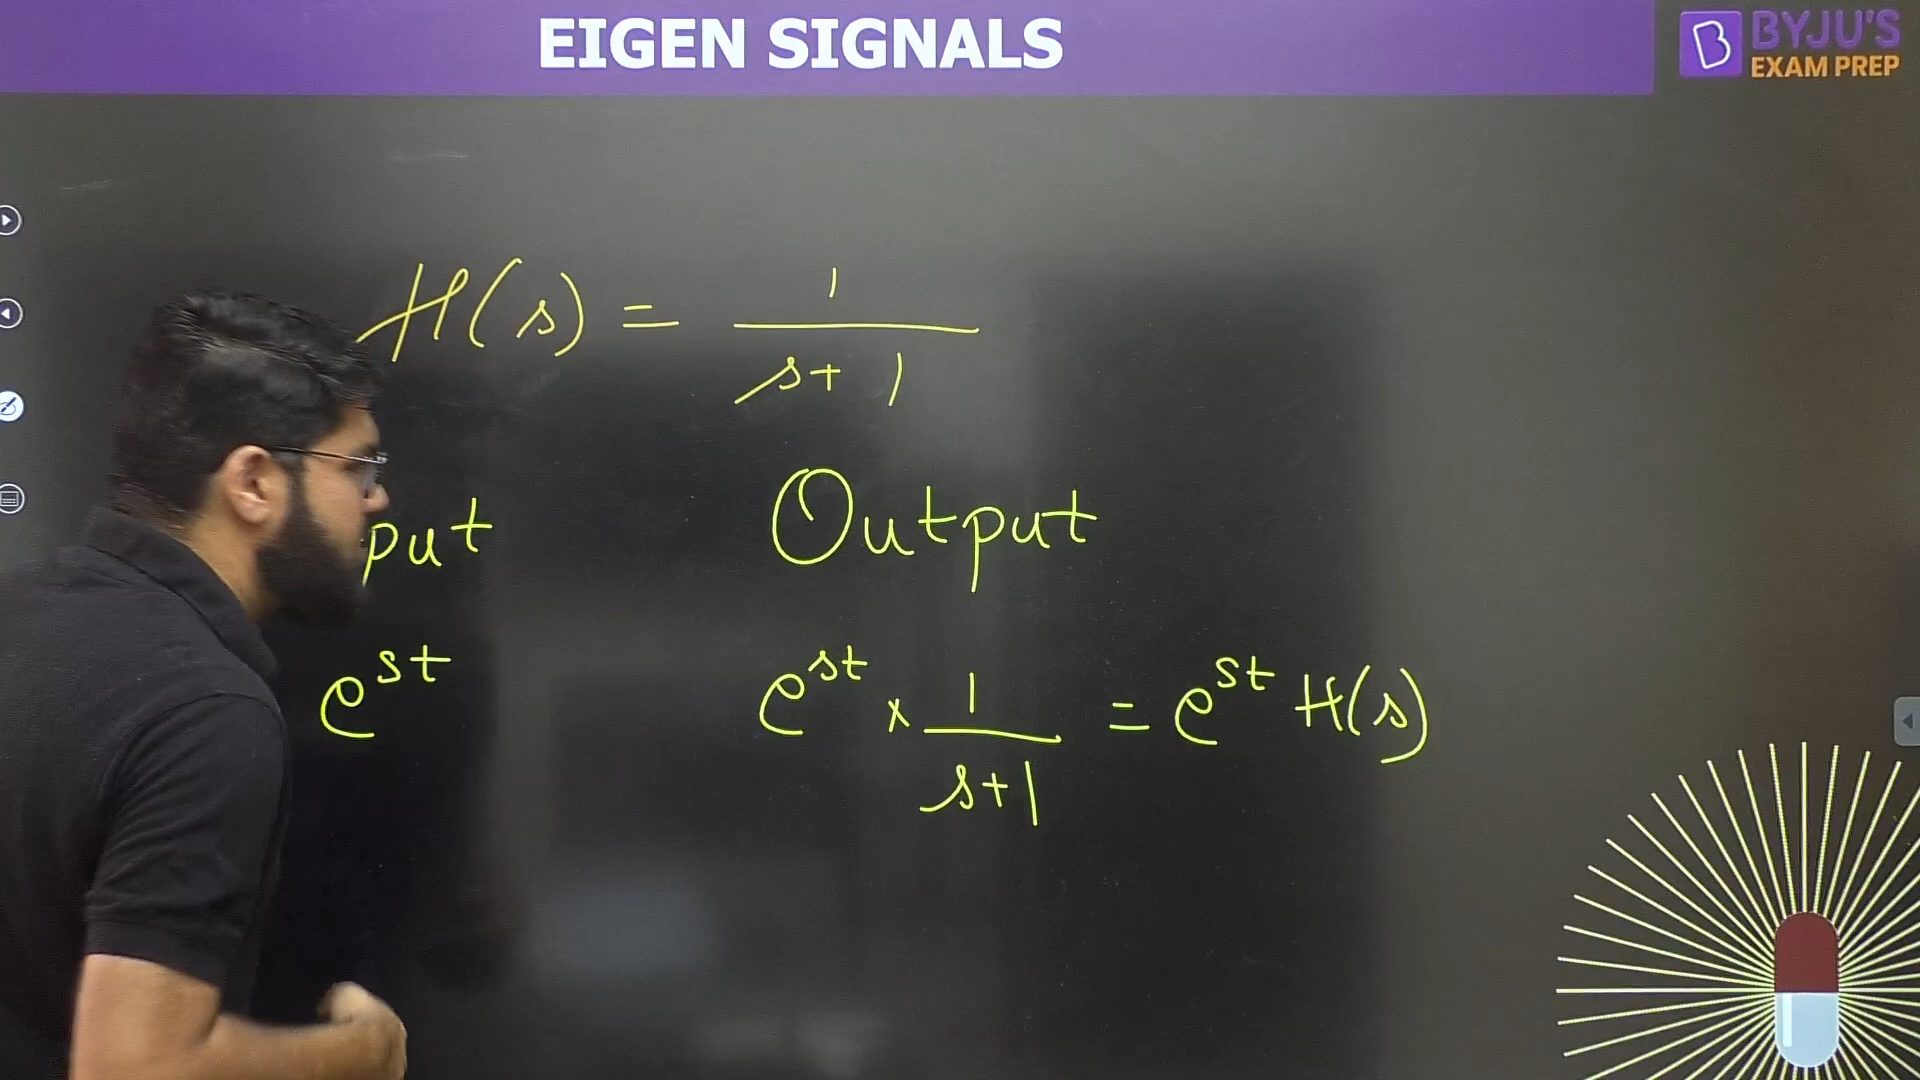 EIGEN SIGNALS
BYJU'S
EXAM PREP
H(s) = 1/(s+1)
put Output
e^st e^st × 1/(s+1) = e^st H(s)